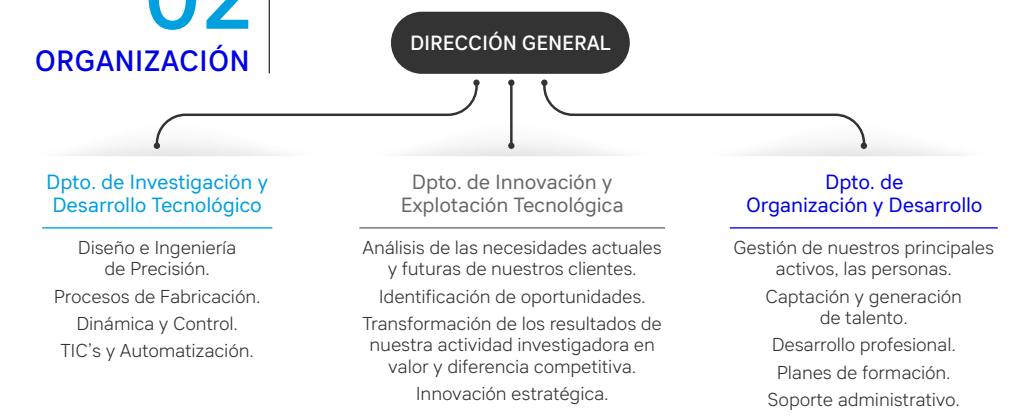 02
ORGANIZACIÓN
DIRECCIÓN GENERAL
Dpto. de Investigación y
Desarrollo Tecnológico
Diseño e Ingeniería
de Precisión.
Procesos de Fabricación.
Dinámica y Control.
TIC's y Automatización.
Dpto. de Innovación y
Explotación Tecnológica
Análisis de las necesidades actuales
y futuras de nuestros clientes.
Identificación de oportunidades.
Transformación de los resultados de
nuestra actividad investigadora en
valor y diferencia competitiva.
Innovación estratégica.
Dpto. de
Organización y Desarrollo
Gestión de nuestros principales
activos, las personas.
Captación y generación
de talento.
Desarrollo profesional.
Planes de formación.
Soporte administrativo.